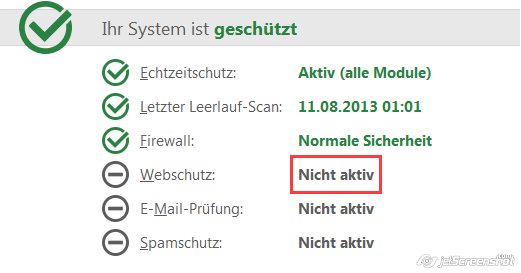 Ihr System ist geschützt
Echtzeitschutz: Aktiv (alle Module)
Letzter Leerlauf-Scan: 11.08.2013 01:01
Firewall: Normale Sicherheit
Webschutz: Nicht aktiv
E-Mail-Prüfung: Nicht aktiv
Spamschutz: Nicht aktiv
jetScreenshot.com